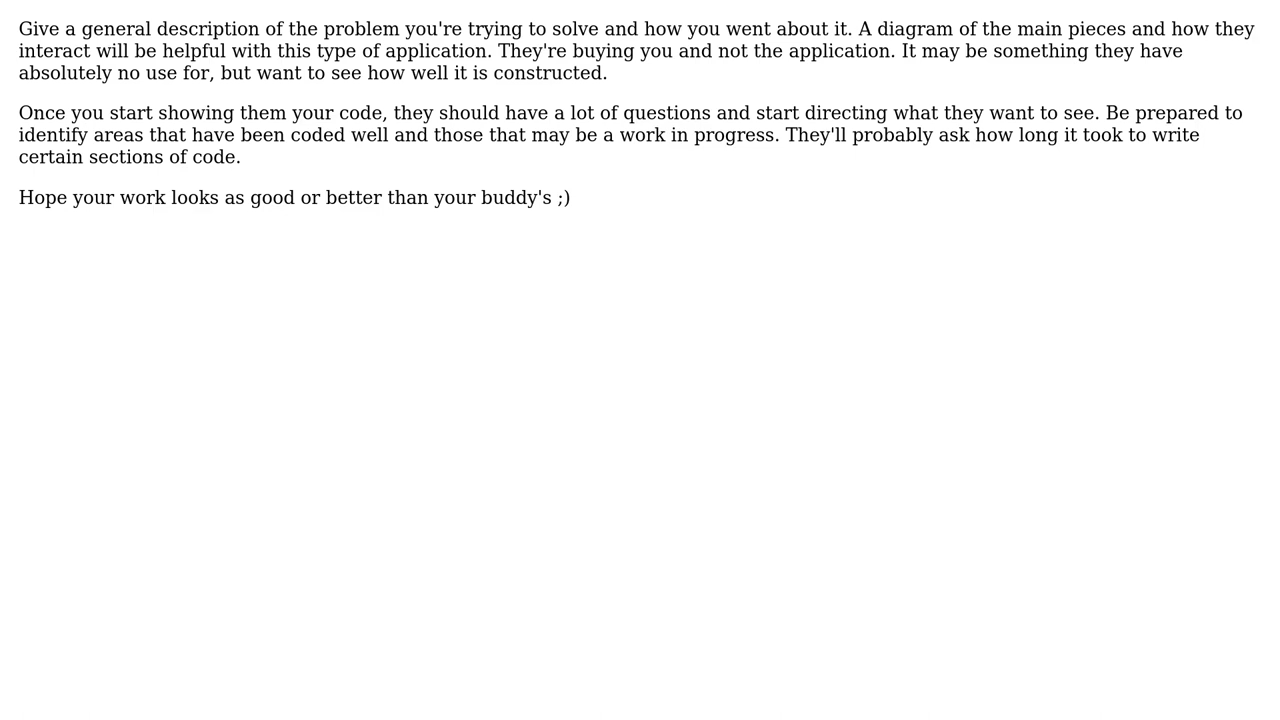 Give a general description of the problem you're trying to solve and how you went about it. A diagram of the main pieces and how they
interact will be helpful with this type of application. They're buying you and not the application. It may be something they have
absolutely no use for, but want to see how well it is constructed.
Once you start showing them your code, they should have a lot of questions and start directing what they want to see. Be prepared to
identify areas that have been coded well and those that may be a work in progress. They'll probably ask how long it took to write
certain sections of code.
Hope your work looks as good or better than your buddy's ;)